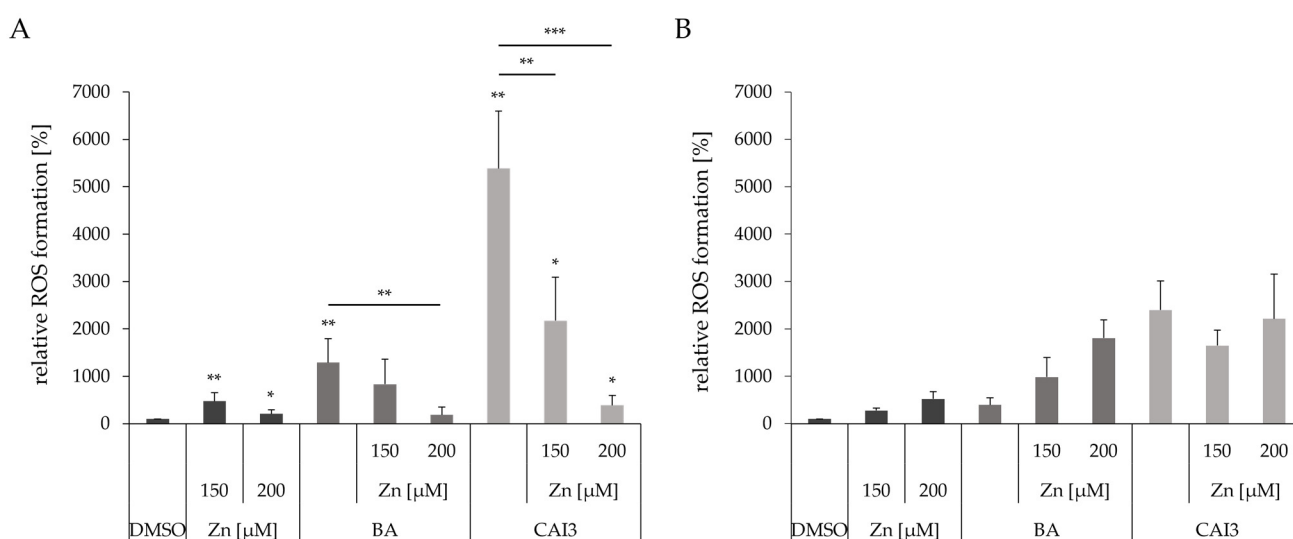 A
B
***
**
**
7000
6000
5000
4000
3000
2000
1000
0
relative ROS formation [%]
**
*
**
**
*
*
150
200
150
200
150
200
Zn [µM]
Zn [µM]
DMSO
Zn [µM]
BA
CAI3
7000
6000
5000
4000
3000
2000
1000
0
relative ROS formation [%]
150
200
150
200
150
200
Zn [µM]
Zn [µM]
DMSO
Zn [µM]
BA
CAI3